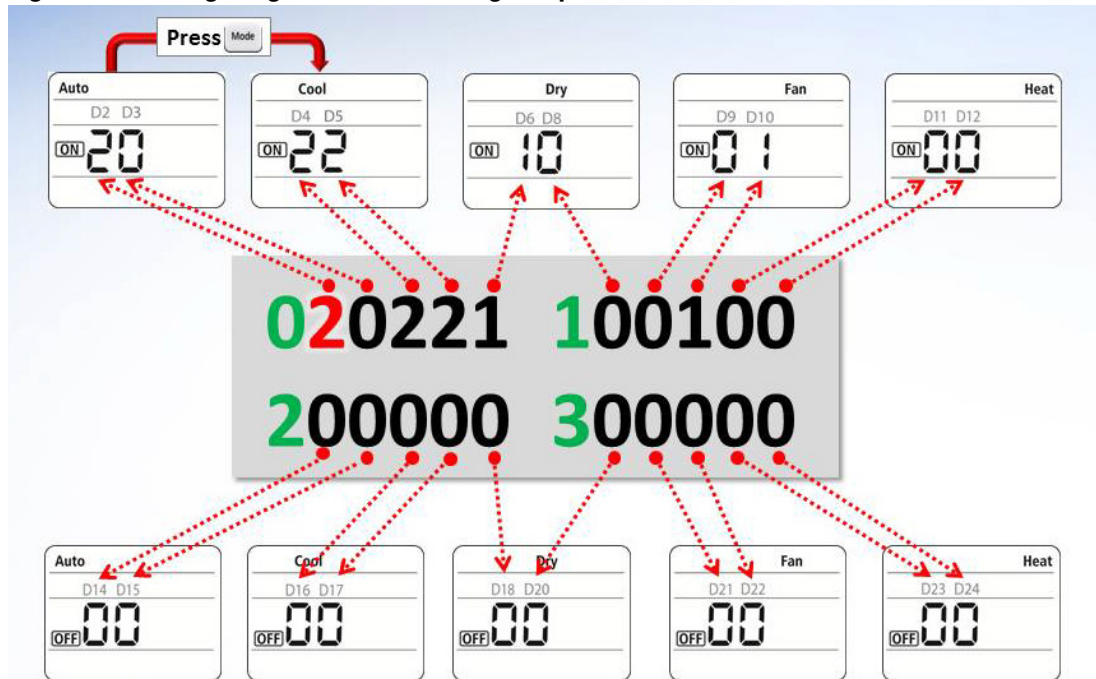 Press Mode
Auto
D2 D3
ON 20
Cool
D4 D5
ON 22
Dry
D6 D8
ON 10
Fan
D9 D10
ON 01
Heat
D11 D12
ON 00
020221 100100
200000 300000
Auto
D14 D15
OFF 00
Cool
D16 D17
OFF 00
Dry
D18 D20
OFF 00
Fan
D21 D22
OFF 00
Heat
D23 D24
OFF 00